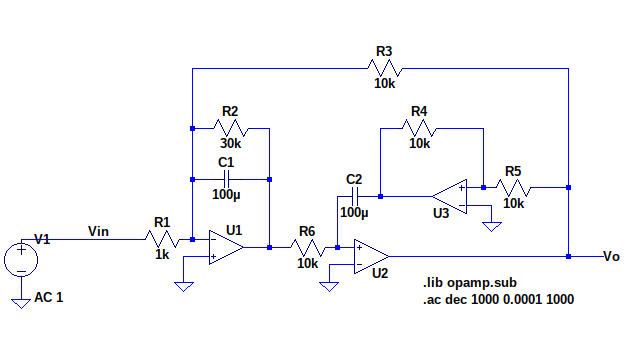 R3
10k
R2
30k
R4
10k
C1
100µ
C2
100µ
R5
10k
U3
R1
1k
U1
R6
10k
U2
V1
Vin
Vo
AC 1
.lib opamp.sub
.ac dec 1000 0.0001 1000